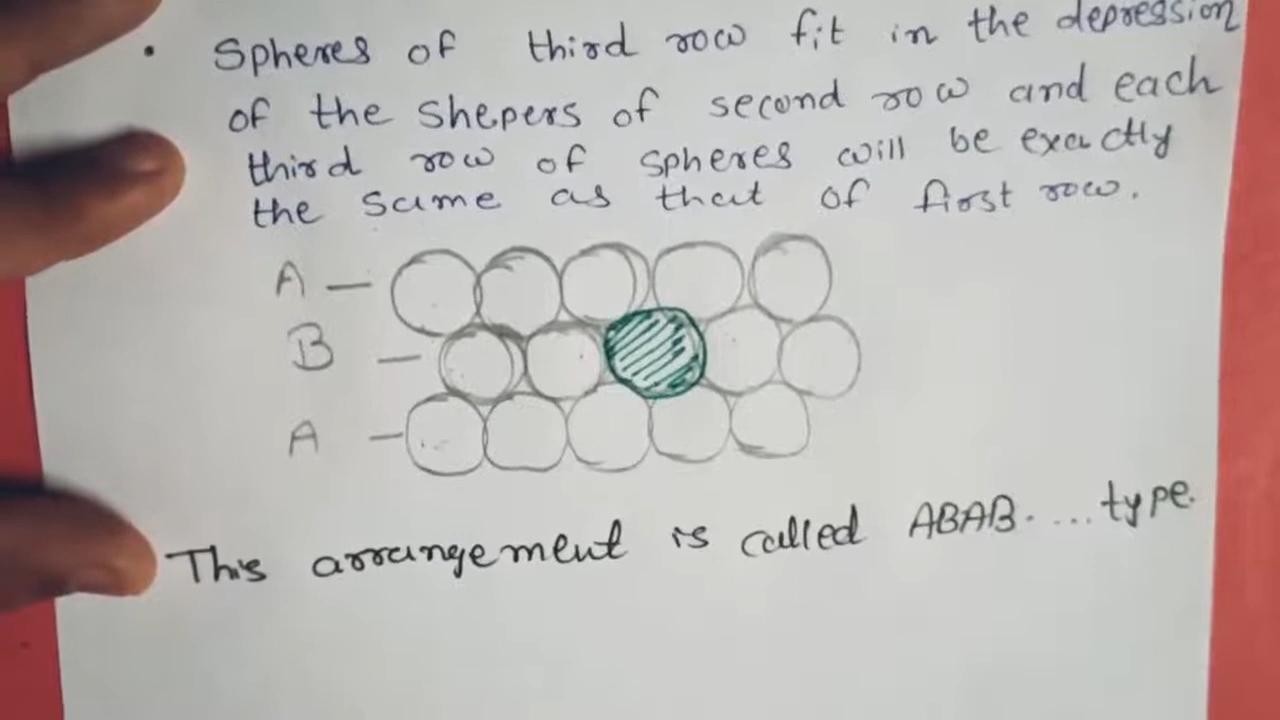 • Spheres of third row fit in the depression
of the shepers of second row and each
third row of spheres will be exactly
the same as that of first row.
A —
B —
A —
This arrangement is called ABAB.... type.